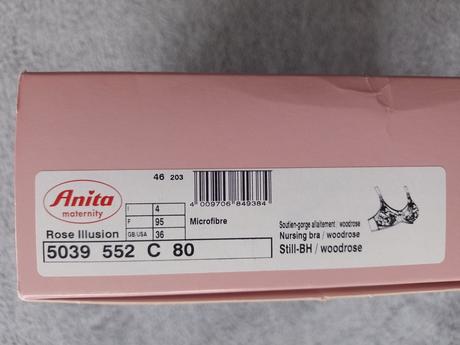 46 203
4 009706 849384
Anita
maternity
I 4
F 95
GB/USA 36
Microfibre
Rose Illusion
5039 552 C 80
Soutien-gorge allaitement / woodrose
Nursing bra / woodrose
Still-BH / woodrose